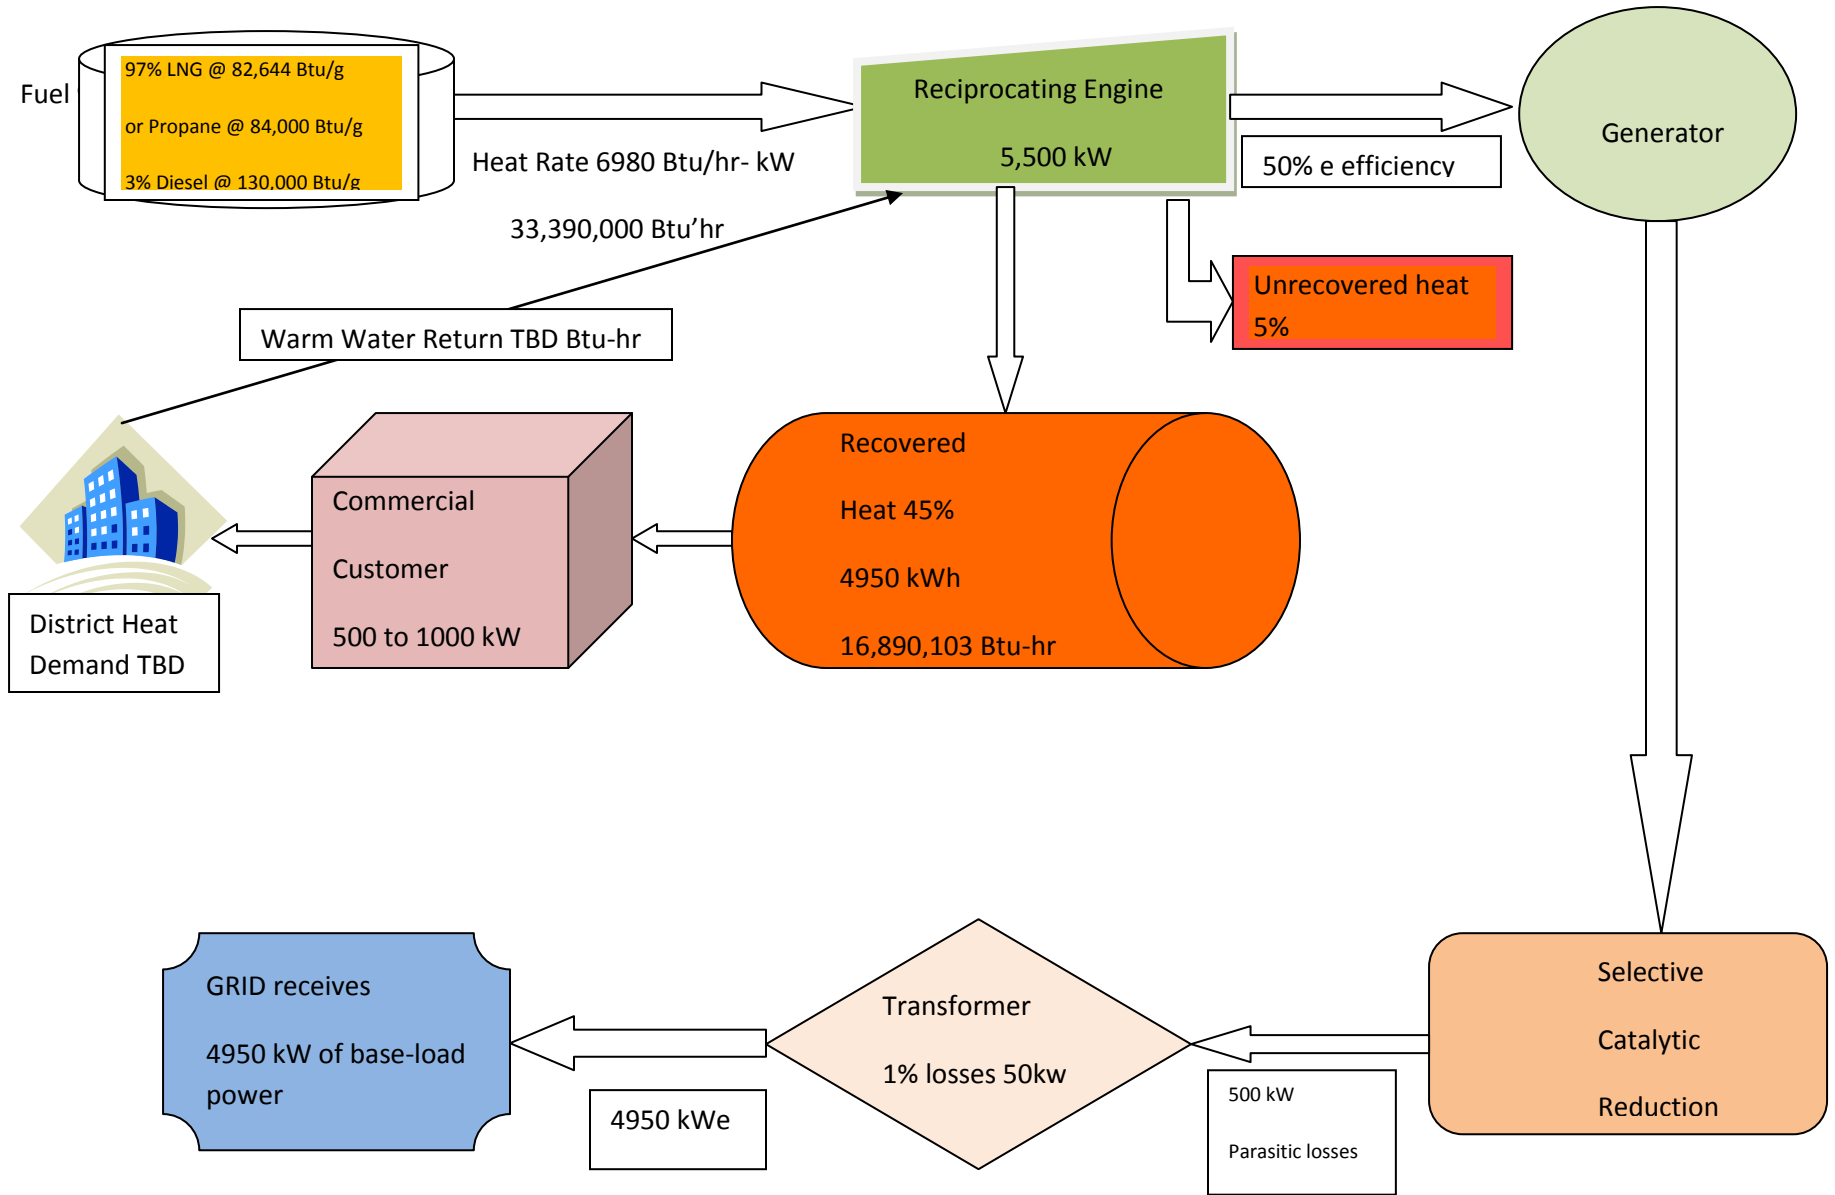 Fuel
97% LNG @ 82,644 Btu/g
or Propane @ 84,000 Btu/g
3% Diesel @ 130,000 Btu/g
Heat Rate 6980 Btu/hr- kW
33,390,000 Btu’hr
Reciprocating Engine
5,500 kW
50% e efficiency
Generator
Unrecovered heat
5%
Warm Water Return TBD Btu-hr
Recovered
Heat 45%
4950 kWh
16,890,103 Btu-hr
Commercial
Customer
500 to 1000 kW
District Heat
Demand TBD
GRID receives
4950 kW of base-load
power
4950 kWe
Transformer
1% losses 50kw
500 kW
Parasitic losses
Selective
Catalytic
Reduction